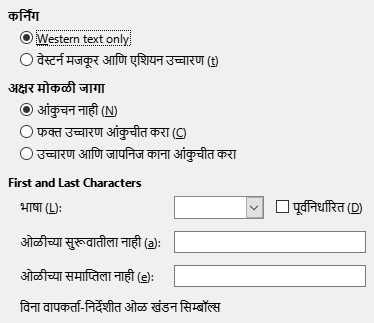 कर्निंग
Western text only
वेस्टर्न मजकूर आणि एशियन उच्चारण (t)
अक्षर मोकळी जागा
आंकुचन नाही (N)
फक्त उच्चारण आंकुचीत करा (C)
उच्चारण आणि जापनिज काना आंकुचीत करा
First and Last Characters
भाषा (L): पूर्वनिर्धारित (D)
ओळीच्या सुरूवातीला नाही (a):
ओळीच्या समाप्तिला नाही (e):
विना वापकर्ता-निर्देशीत ओळ खंडन सिम्बॉल्स